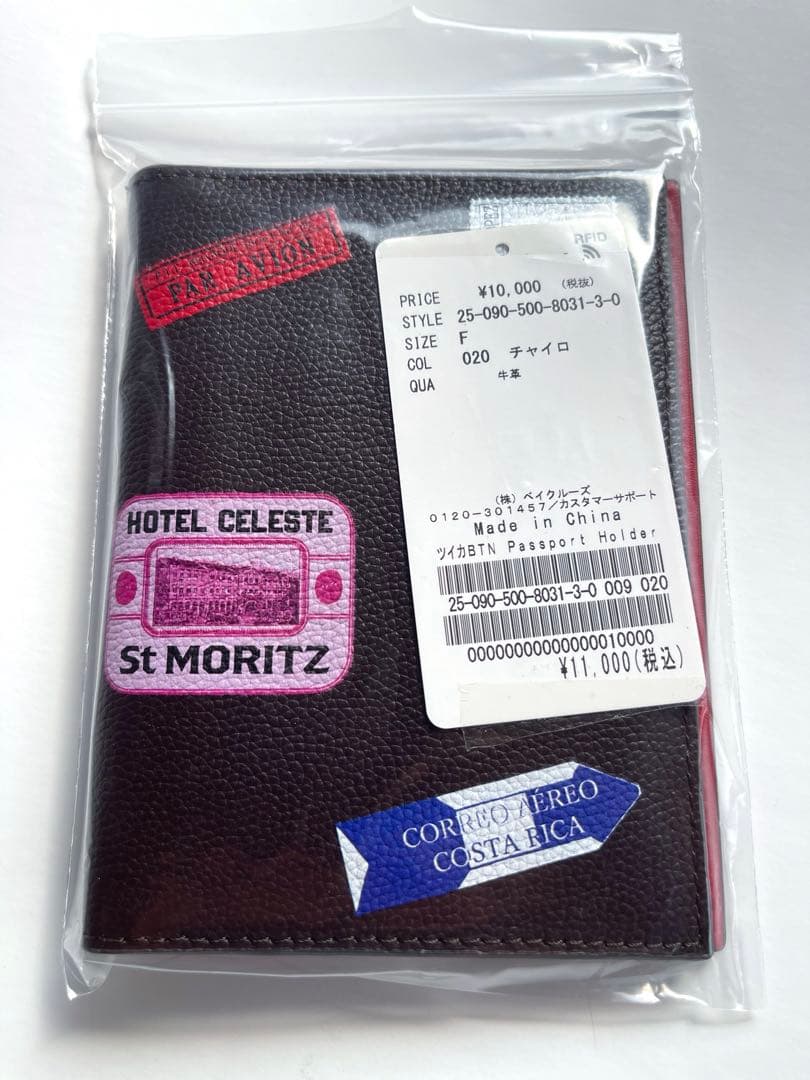 PAR AVION
RFID
PRICE ¥10,000 (税抜)
STYLE 25-090-500-8031-3-0
SIZE F
COL 020 チャイロ
QUA 牛革
(株) ベイクルーズ
0120-301457/カスタマーサポート
Made in China
ツイカBTN Passport Holder
25-090-500-8031-3-0 009 020
00000000000000010000
¥11,000(税込)
HOTEL CELESTE
St MORITZ
CORREO AÉREO
COSTA RICA